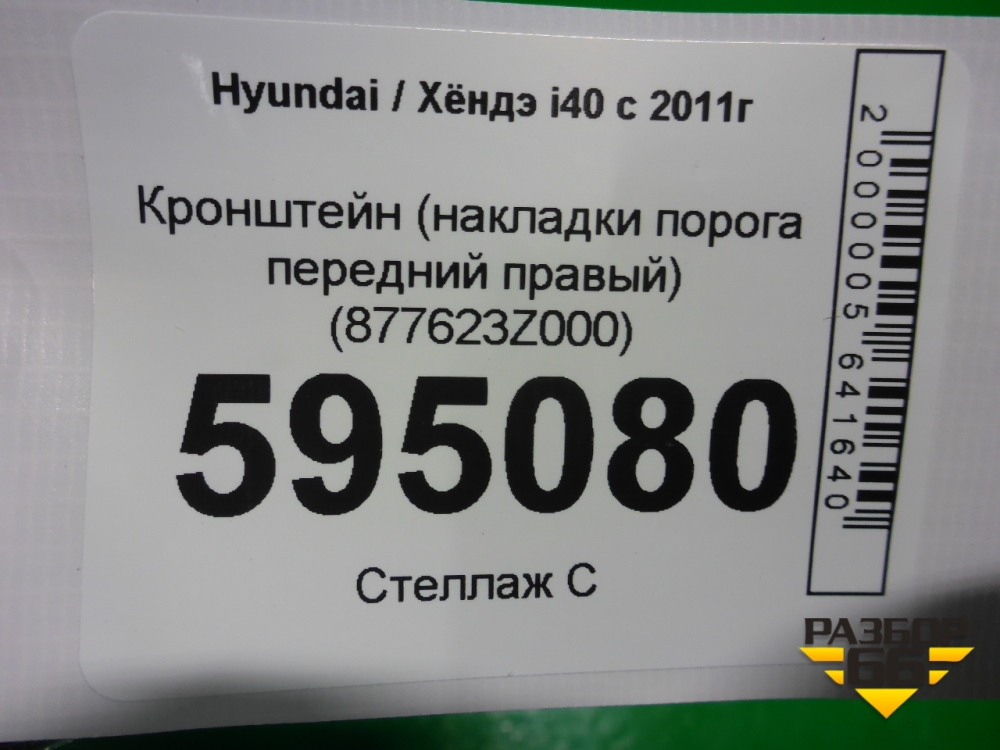 Hyundai / Хёндэ i40 с 2011г
Кронштейн (накладки порога
передний правый)
(877623Z000)
595080
Стеллаж С
2000005641640
РАЗБОР
66